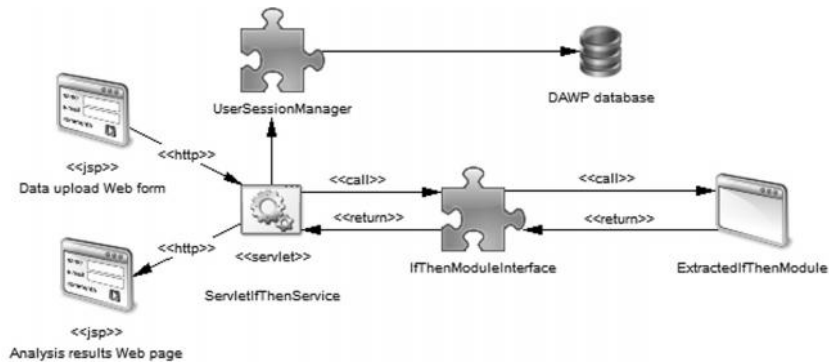 UserSessionManager
DAWP database
<<jsp>>
<<http>>
Data upload Web form
<<call>>
<<call>>
<<return>>
<<return>>
<<http>>
<<servlet>>
IfThenModuleInterface
ExtractedIfThenModule
ServletIfThenService
<<jsp>>
Analysis results Web page